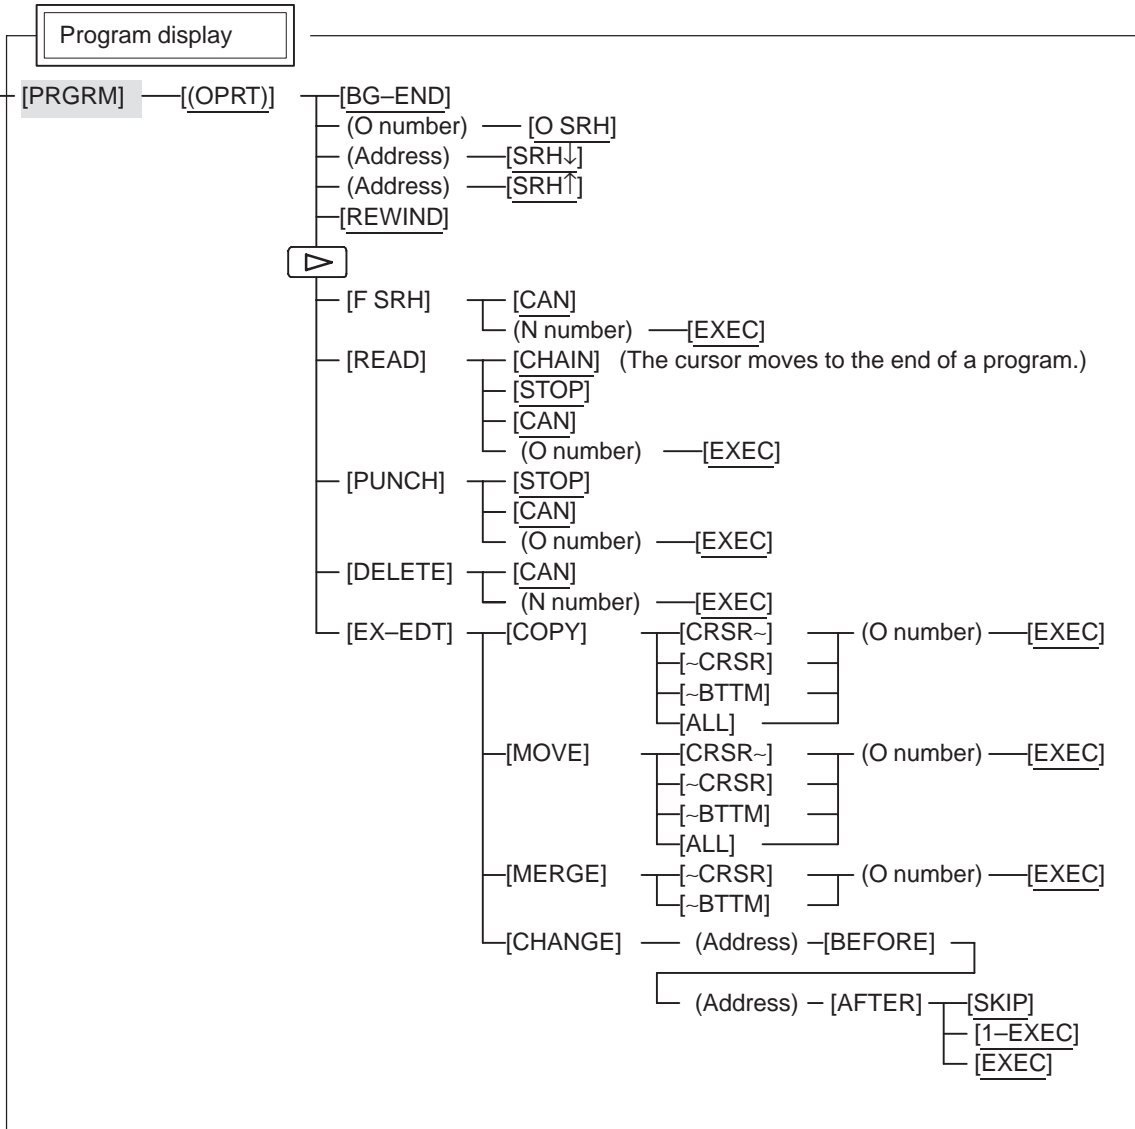 Program display
[PRGRM] [(OPRT)] [BG–END]
(O number) [O SRH]
(Address) [SRH↓]
(Address) [SRH↑]
[REWIND]
[F SRH] [CAN]
(N number) [EXEC]
[READ] [CHAIN] (The cursor moves to the end of a program.)
[STOP]
[CAN]
(O number) [EXEC]
[PUNCH] [STOP]
[CAN]
(O number) [EXEC]
[DELETE] [CAN]
(N number) [EXEC]
[EX–EDT] [COPY] [CRSR~] (O number) [EXEC]
[~CRSR]
[~BTTM]
[ALL]
[MOVE] [CRSR~] (O number) [EXEC]
[~CRSR]
[~BTTM]
[ALL]
[MERGE] [~CRSR] (O number) [EXEC]
[~BTTM]
[CHANGE] (Address) [BEFORE]
(Address) [AFTER] [SKIP]
[1–EXEC]
[EXEC]